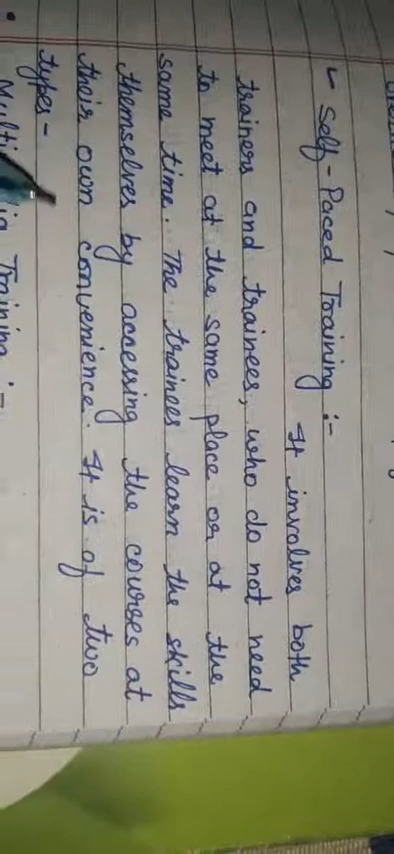 - Self-Paced Training :-
It involves both
trainers and trainees, who do not need
to meet at the same place or at the
same time. The trainees learn the skills
themselves by accessing the courses at
their own convenience. It is of two
types -
Training :-